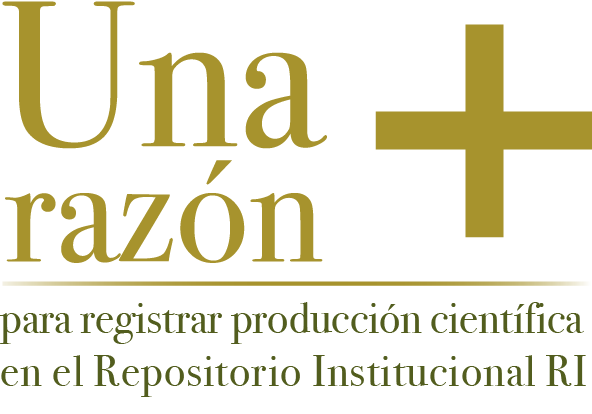 Una +
razón
para registrar producción científica
en el Repositorio Institucional RI